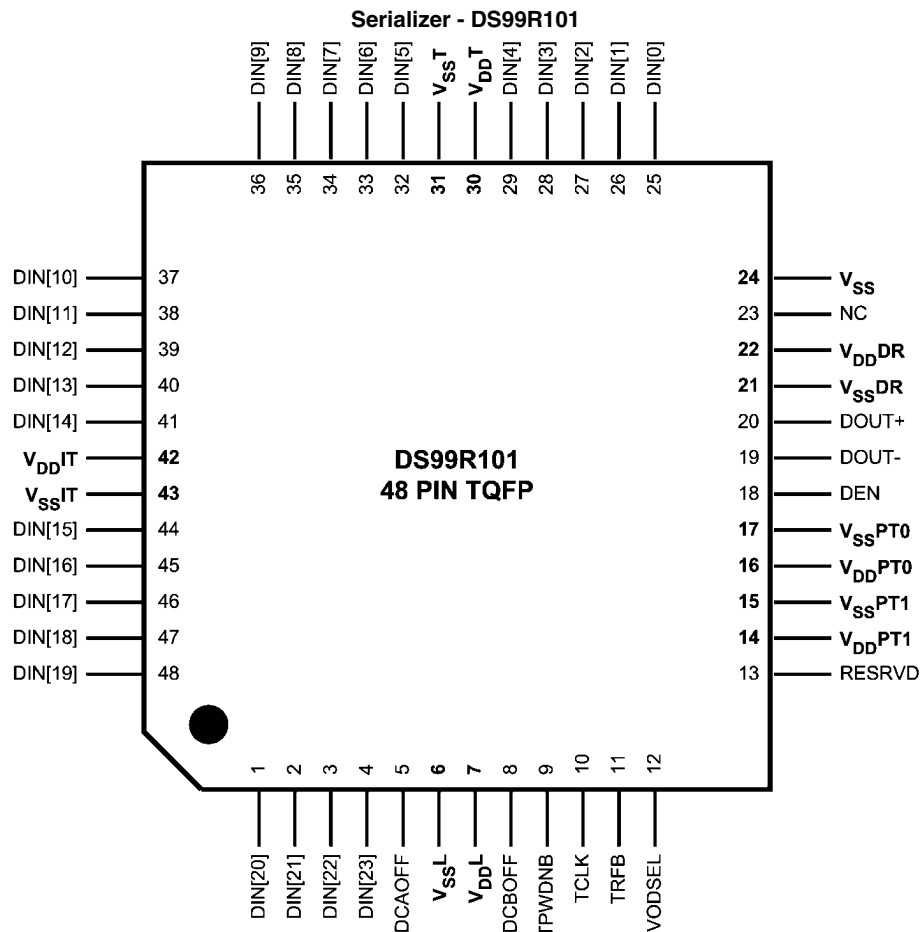 Serializer - DS99R101
DIN[9]
DIN[8]
DIN[7]
DIN[6]
DIN[5]
VSST
VDDT
DIN[4]
DIN[3]
DIN[2]
DIN[1]
DIN[0]
36
35
34
33
32
31
30
29
28
27
26
25
DIN[10] 37
DIN[11] 38
DIN[12] 39
DIN[13] 40
DIN[14] 41
VDDIT 42
VSSIT 43
DIN[15] 44
DIN[16] 45
DIN[17] 46
DIN[18] 47
DIN[19] 48
DS99R101
48 PIN TQFP
24 VSS
23 NC
22 VDDDR
21 VSSDR
20 DOUT+
19 DOUT-
18 DEN
17 VSSPT0
16 VDDPT0
15 VSSPT1
14 VDDPT1
13 RESRVD
1
2
3
4
5
6
7
8
9
10
11
12
DIN[20]
DIN[21]
DIN[22]
DIN[23]
DCAOFF
VSSL
VDDL
DCBOFF
TPWDNB
TCLK
TRFB
VODSEL